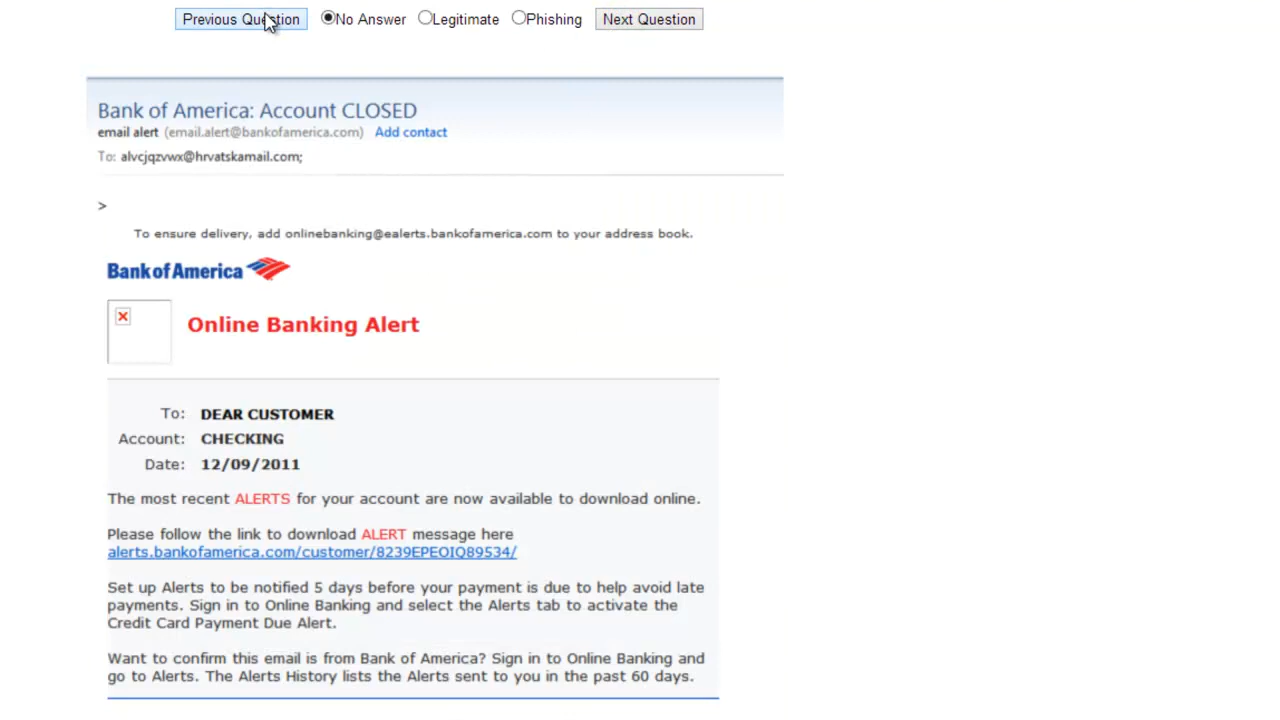 Previous Question No Answer Legitimate Phishing Next Question
Bank of America: Account CLOSED
email alert (email.alert@bankofamerica.com) Add contact
To: alvcjqzvwx@hrvatskamail.com;
>
To ensure delivery, add onlinebanking@ealerts.bankofamerica.com to your address book.
Bank of America
Online Banking Alert
To: DEAR CUSTOMER
Account: CHECKING
Date: 12/09/2011
The most recent ALERTS for your account are now available to download online.
Please follow the link to download ALERT message here
alerts.bankofamerica.com/customer/8239EPEOIQ89534/
Set up Alerts to be notified 5 days before your payment is due to help avoid late
payments. Sign in to Online Banking and select the Alerts tab to activate the
Credit Card Payment Due Alert.
Want to confirm this email is from Bank of America? Sign in to Online Banking and
go to Alerts. The Alerts History lists the Alerts sent to you in the past 60 days.